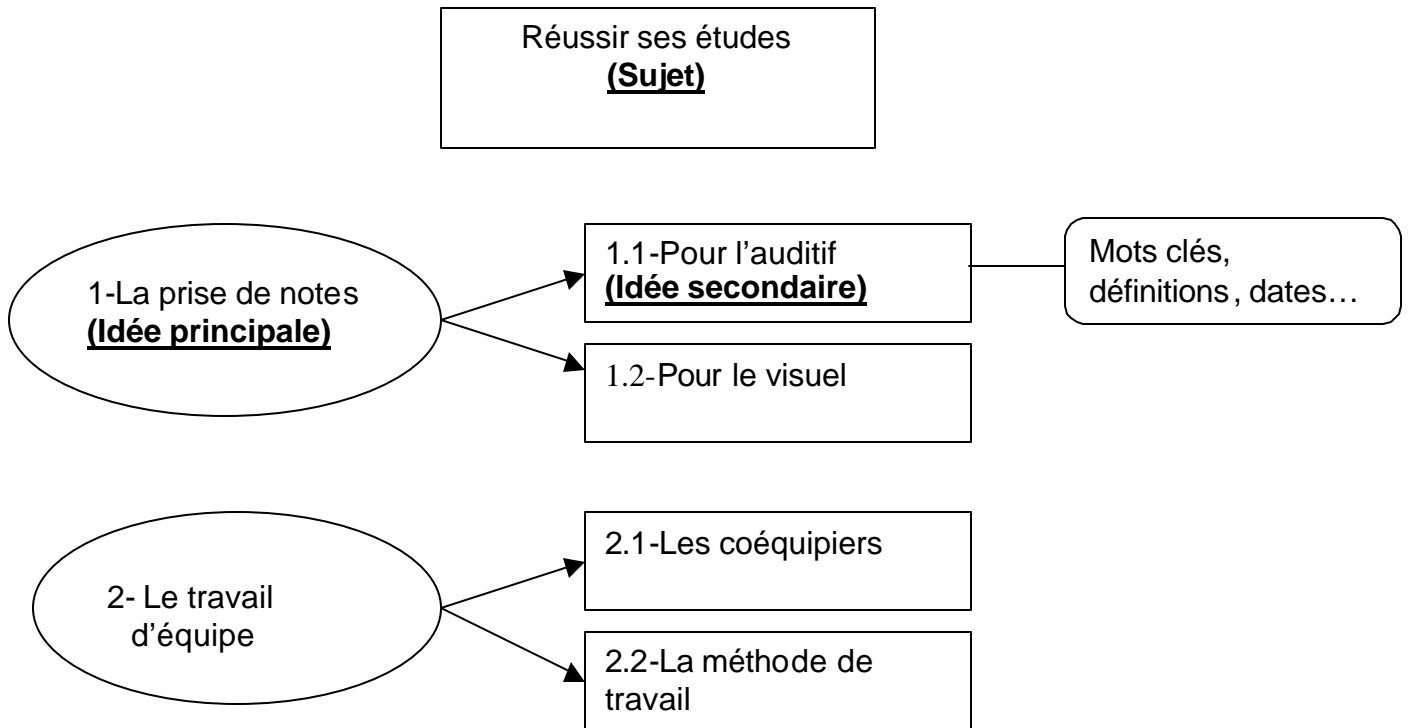 Réussir ses études
(Sujet)
1-La prise de notes
(Idée principale)
1.1-Pour l’auditif
(Idée secondaire)
Mots clés,
définitions, dates…
1.2-Pour le visuel
2- Le travail
d’équipe
2.1-Les coéquipiers
2.2-La méthode de
travail